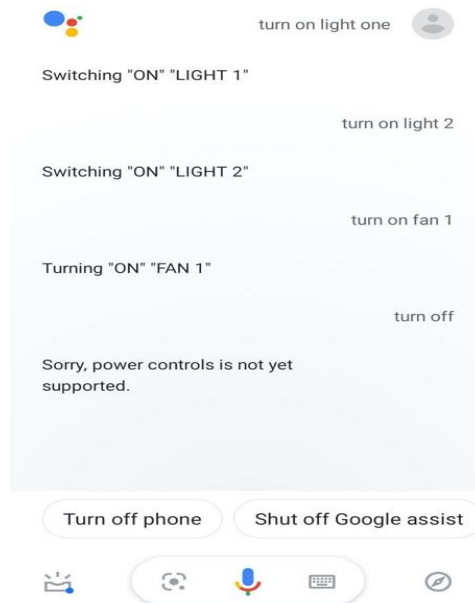 turn on light one
Switching "ON" "LIGHT 1"
turn on light 2
Switching "ON" "LIGHT 2"
turn on fan 1
Turning "ON" "FAN 1"
turn off
Sorry, power controls is not yet
supported.
Turn off phone
Shut off Google assist